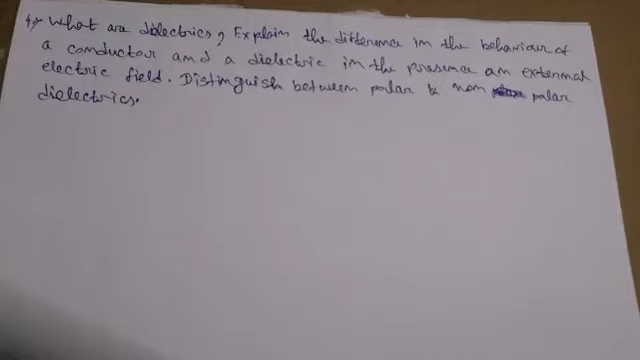 4) What are dielectrics, Explain the difference in the behaviour of
a conductor and a dielectric in the presence an external
electric field. Distinguish between polar & non polar
dielectrics.